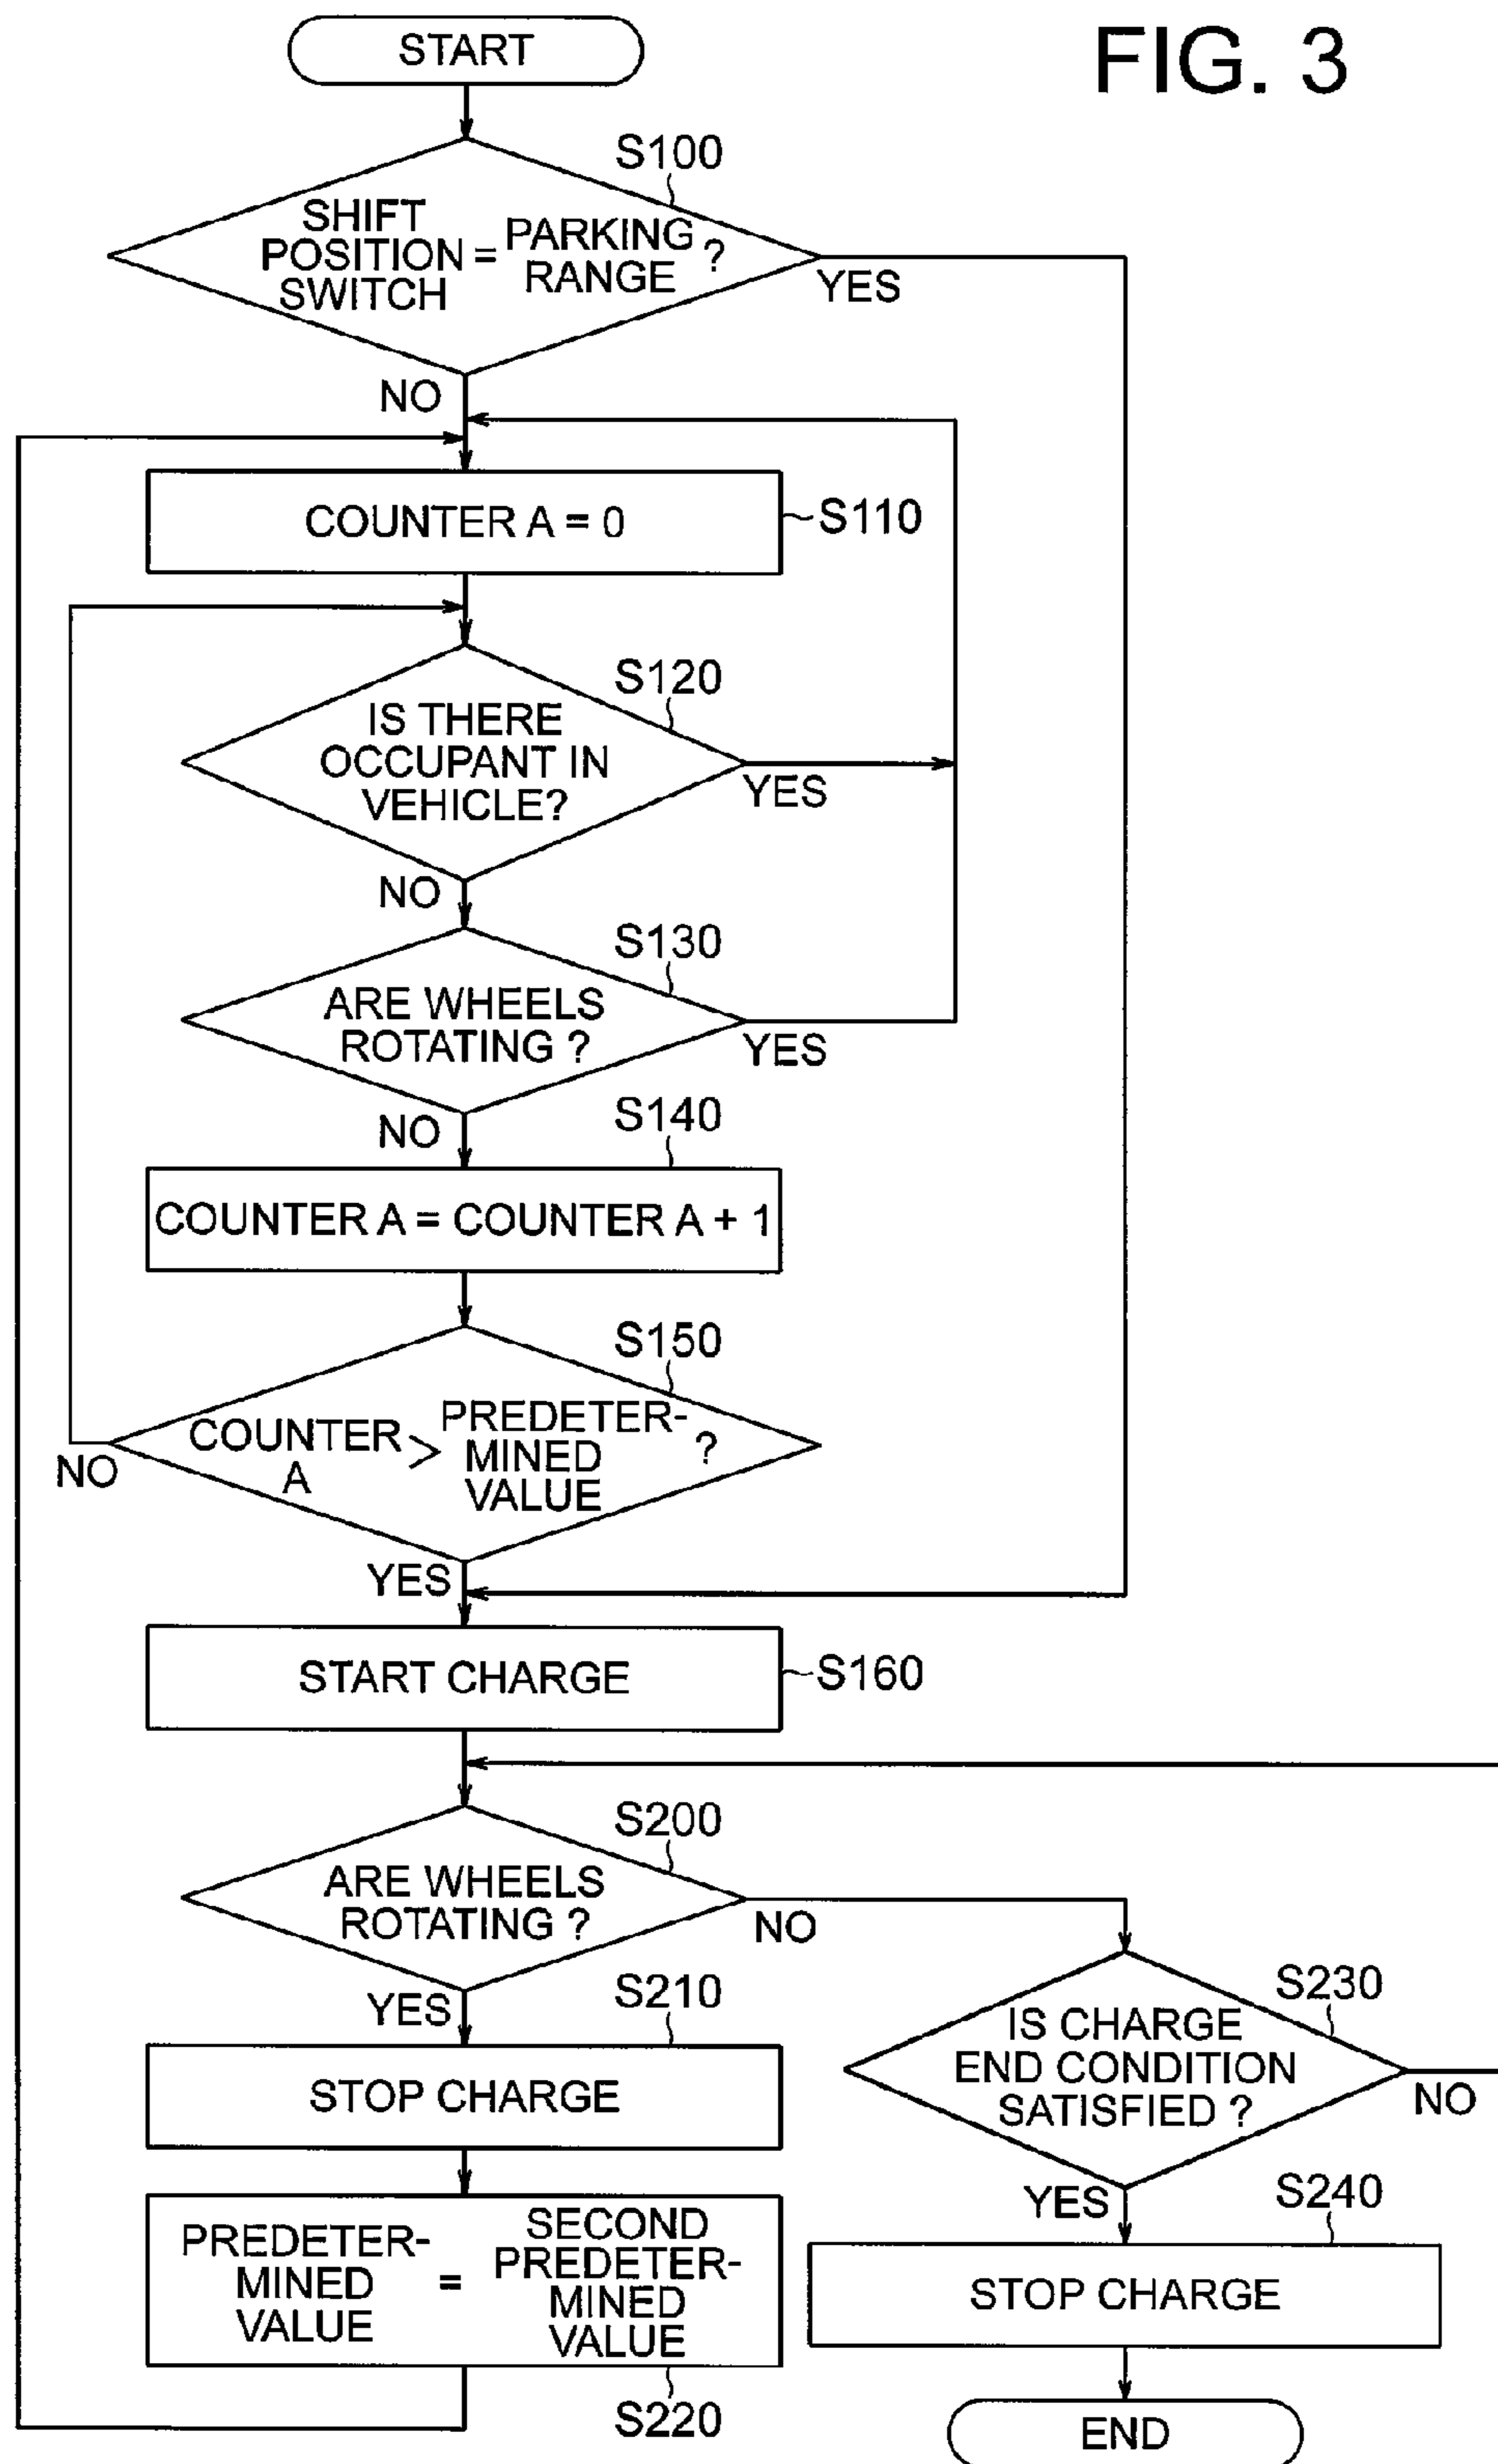 FIG. 3
START
S100
SHIFT
POSITION
SWITCH
=
PARKING
RANGE
?
YES
NO
COUNTER A = 0
S110
S120
IS THERE
OCCUPANT IN
VEHICLE?
YES
NO
S130
ARE WHEELS
ROTATING ?
YES
NO
S140
COUNTER A = COUNTER A + 1
S150
COUNTER
A
>
PREDETER-
MINED
VALUE
?
NO
YES
START CHARGE
S160
S200
ARE WHEELS
ROTATING ?
NO
YES
S210
STOP CHARGE
S230
IS CHARGE
END CONDITION
SATISFIED ?
NO
YES
PREDETER-
MINED
VALUE
=
SECOND
PREDETER-
MINED
VALUE
S220
S240
STOP CHARGE
END